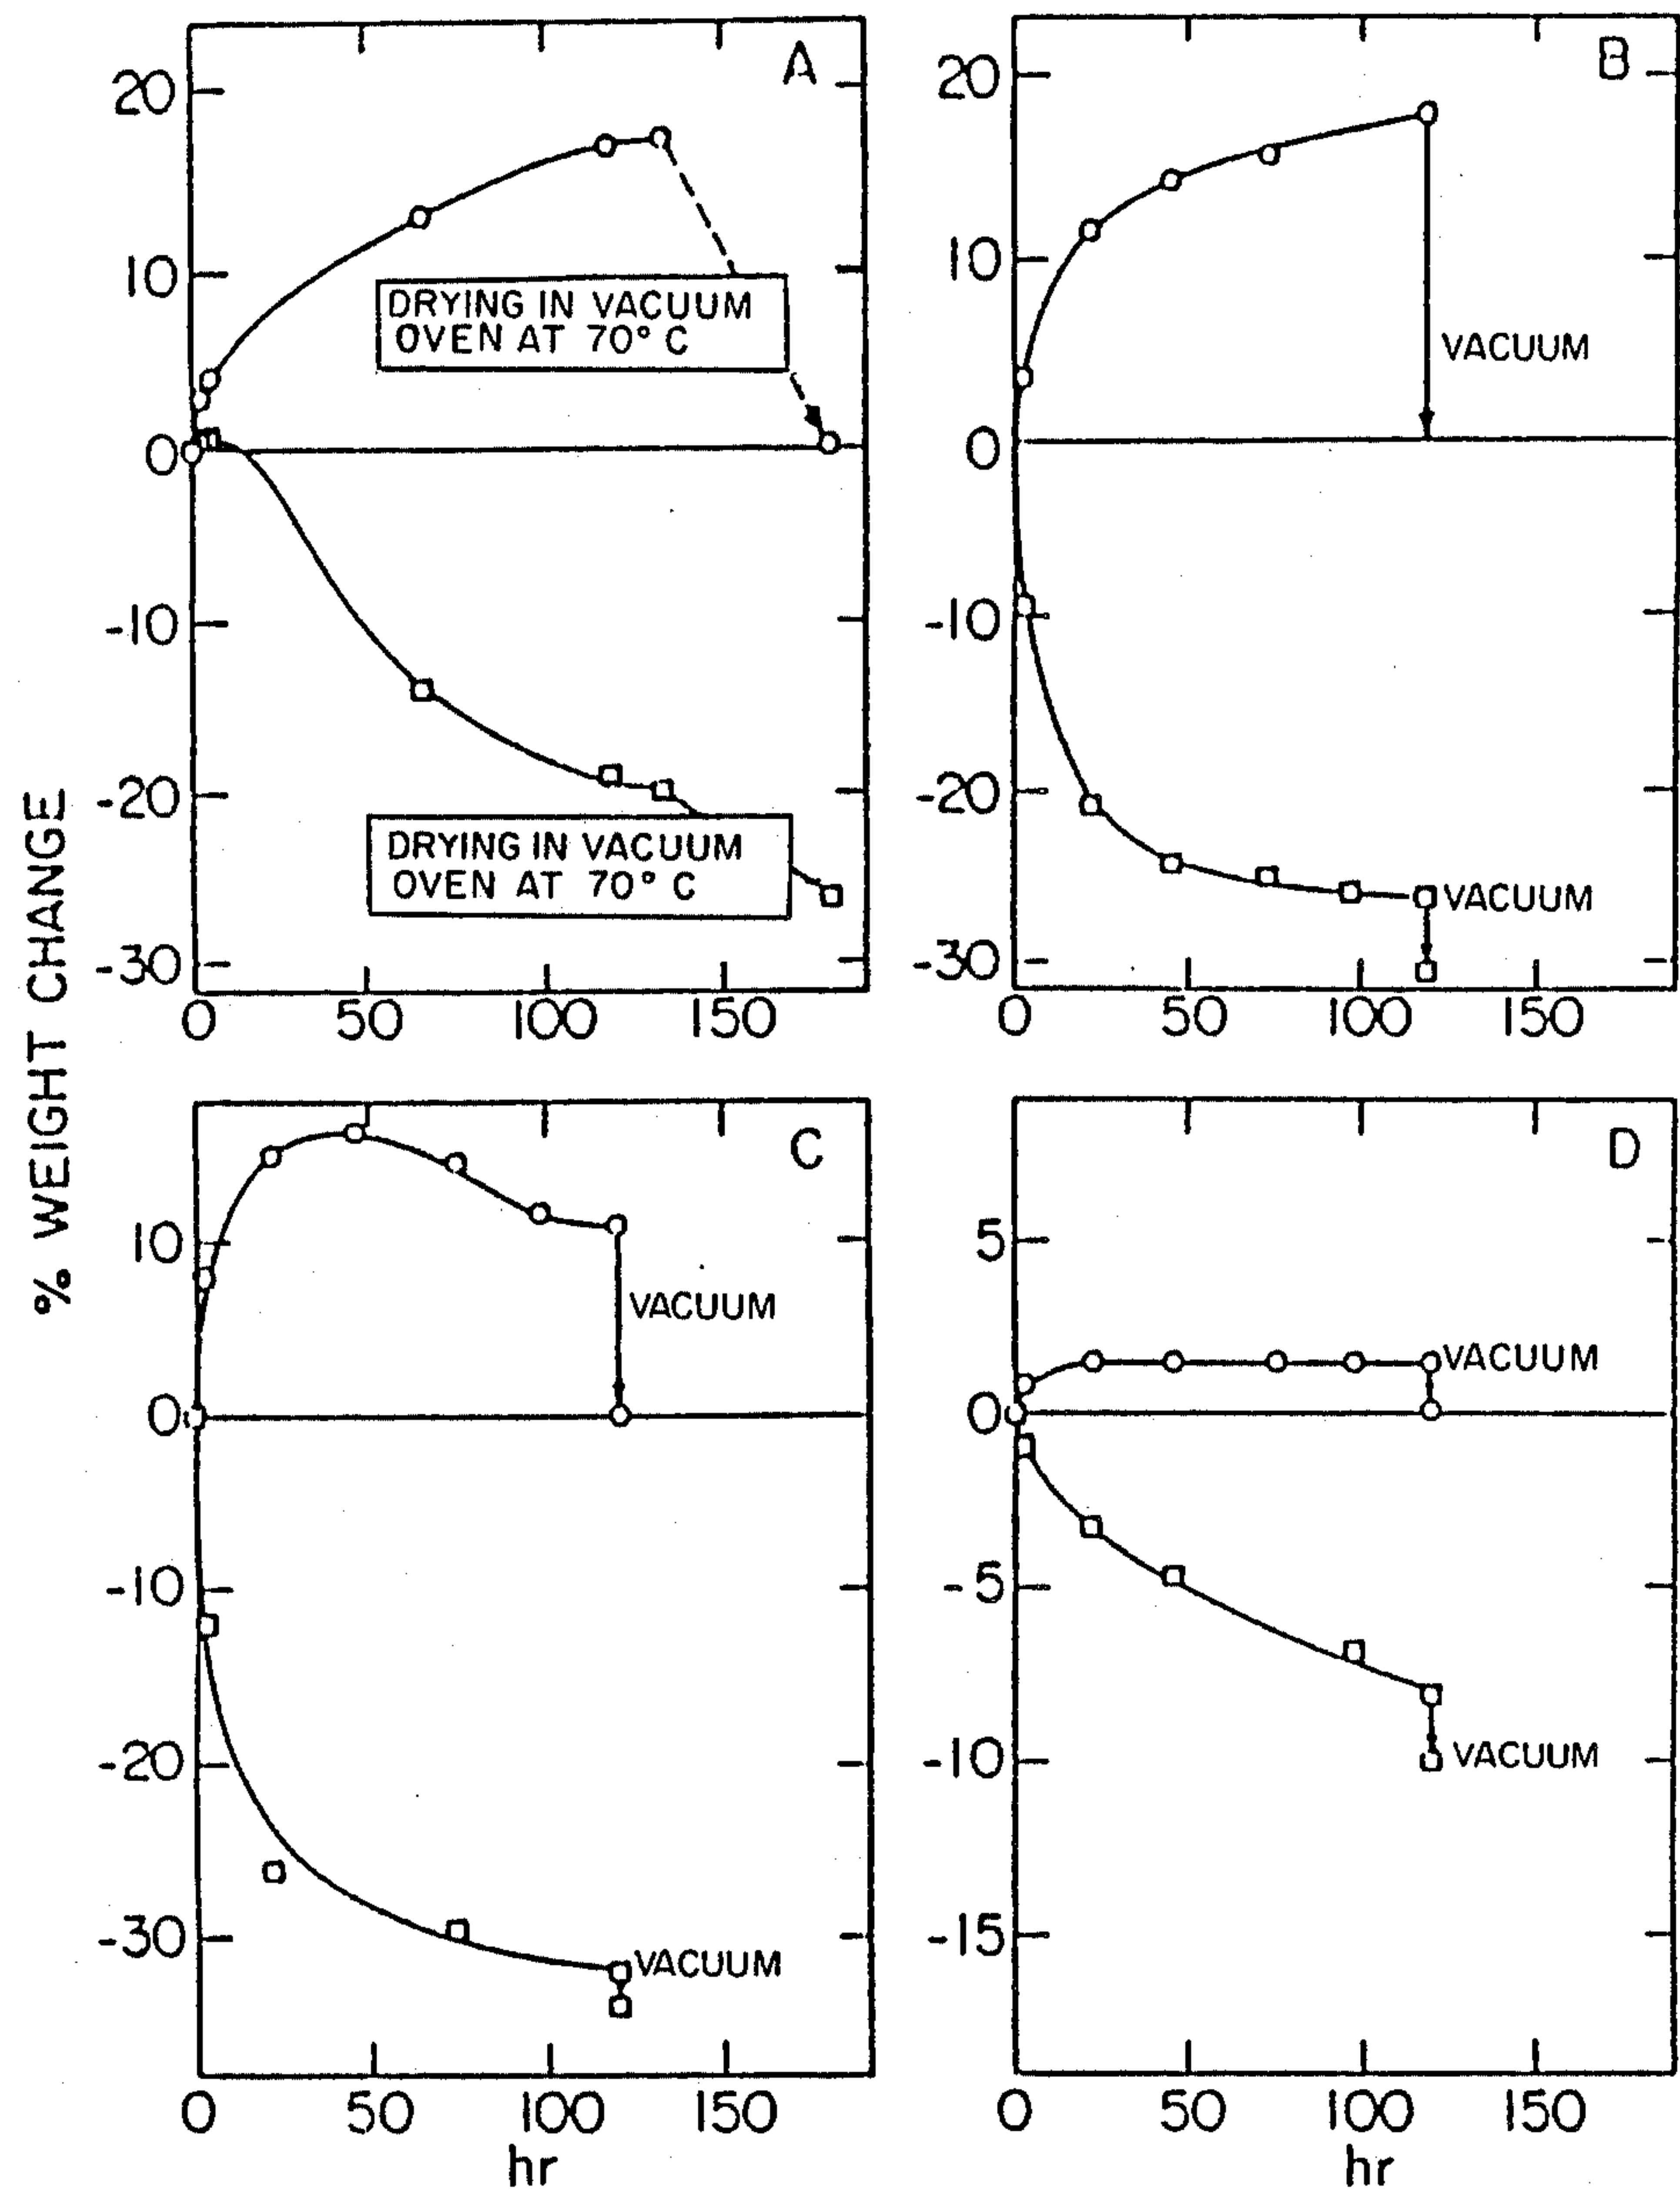 % WEIGHT CHANGE
A
20
10
0
-10
-20
-30
DRYING IN VACUUM
OVEN AT 70° C
DRYING IN VACUUM
OVEN AT 70° C
0 50 100 150
B
20
10
0
-10
-20
-30
VACUUM
VACUUM
0 50 100 150
C
10
0
-10
-20
-30
VACUUM
VACUUM
0 50 100 150
hr
D
5
0
-5
-10
-15
VACUUM
VACUUM
0 50 100 150
hr